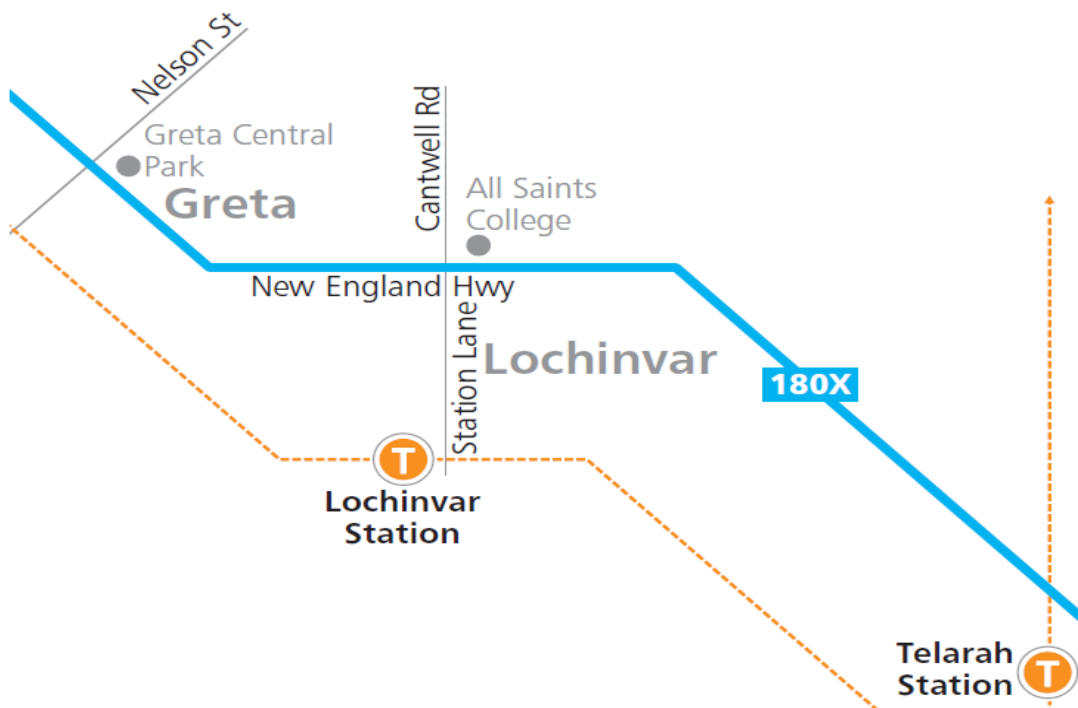 Nelson St
Greta Central
Park
Greta
Cantwell Rd
All Saints
College
New England Hwy
Station Lane
Lochinvar
180X
T
Lochinvar
Station
Telarah
Station
T